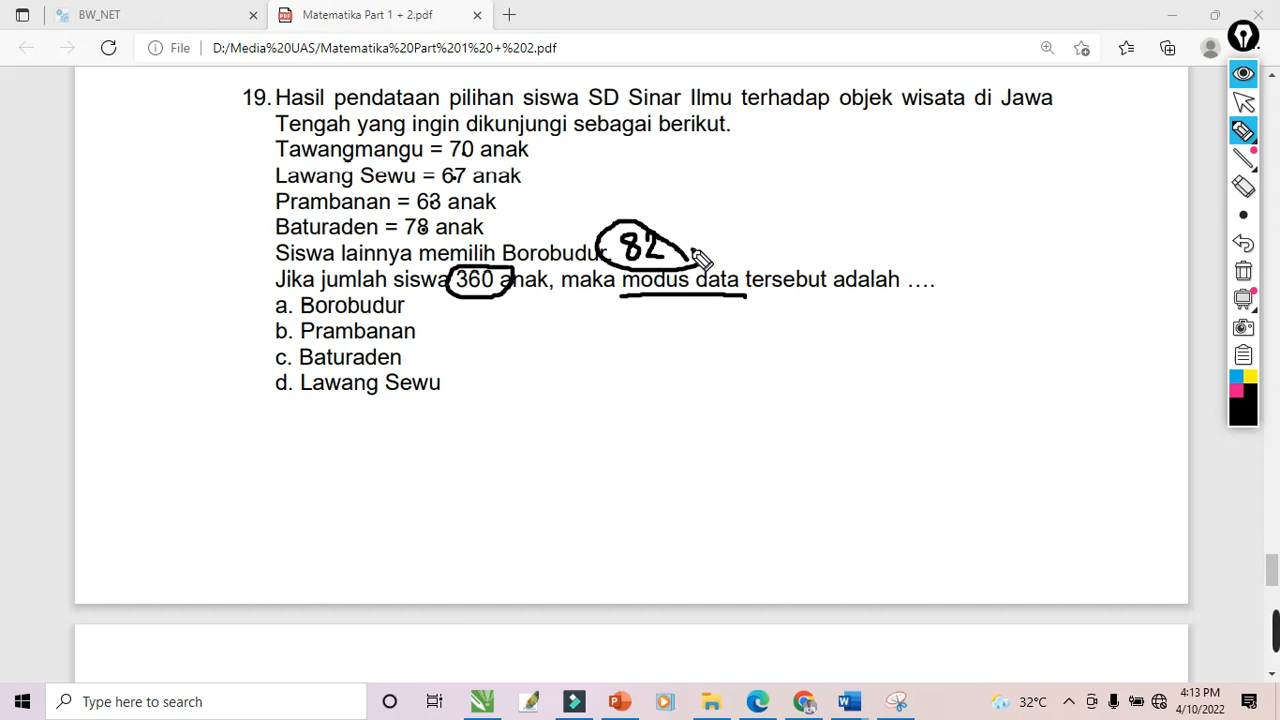 BW_NET
Matematika Part 1 + 2.pdf
File
D:/Media%20UAS/Matematika%20Part%201%20+%202.pdf
19. Hasil pendataan pilihan siswa SD Sinar Ilmu terhadap objek wisata di Jawa
Tengah yang ingin dikunjungi sebagai berikut.
Tawangmangu = 70 anak
Lawang Sewu = 67 anak
Prambanan = 63 anak
Baturaden = 78 anak
Siswa lainnya memilih Borobudur. 82
Jika jumlah siswa 360 anak, maka modus data tersebut adalah ….
a. Borobudur
b. Prambanan
c. Baturaden
d. Lawang Sewu
Type here to search
32°C
4:13 PM
4/10/2022